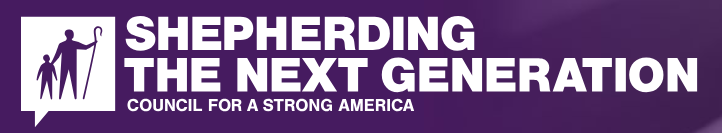 SHEPHERDING
THE NEXT GENERATION
COUNCIL FOR A STRONG AMERICA